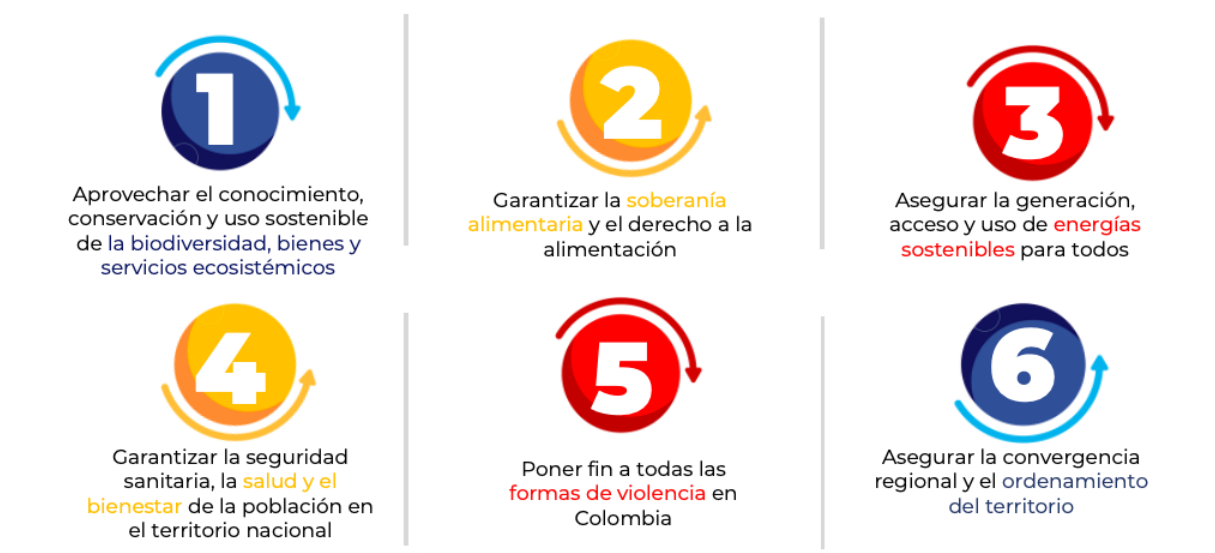 1
Aprovechar el conocimiento,
conservación y uso sostenible
de la biodiversidad, bienes y
servicios ecosistémicos
2
Garantizar la soberanía
alimentaria y el derecho a la
alimentación
3
Asegurar la generación,
acceso y uso de energías
sostenibles para todos
4
Garantizar la seguridad
sanitaria, la salud y el
bienestar de la población en
el territorio nacional
5
Poner fin a todas las
formas de violencia en
Colombia
6
Asegurar la convergencia
regional y el ordenamiento
del territorio